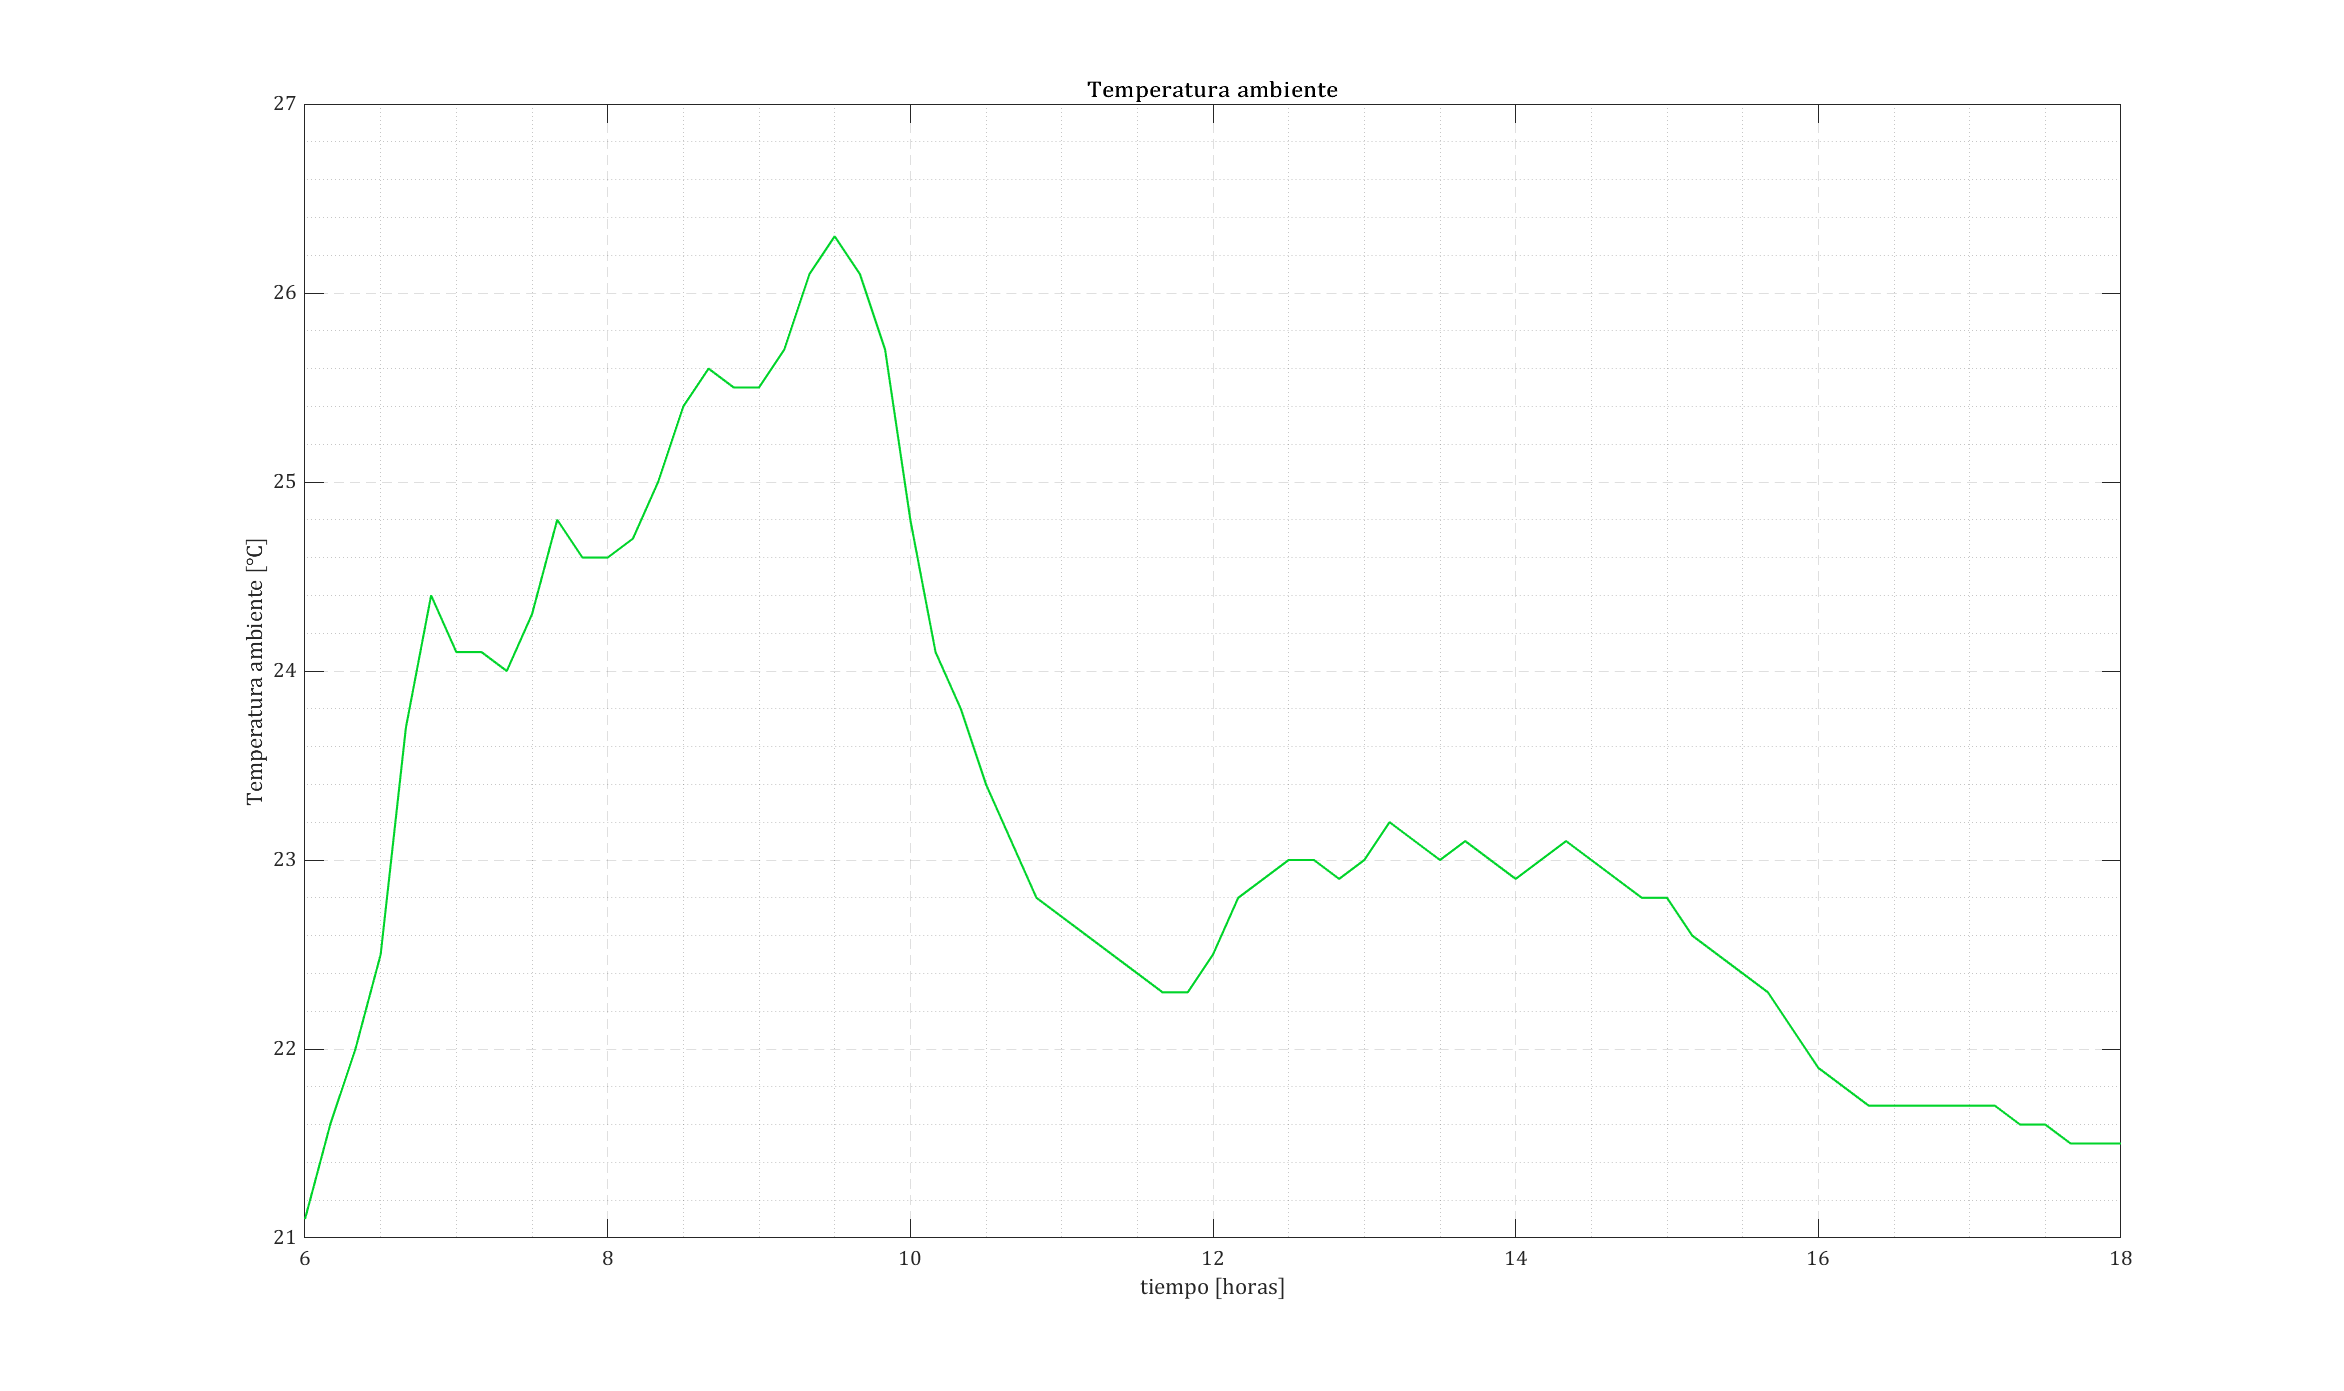 Temperatura ambiente
27
26
25
24
23
22
21
Temperatura ambiente [°C]
6 8 10 12 14 16 18
tiempo [horas]